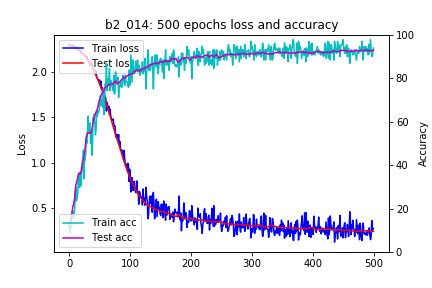 b2_014: 500 epochs loss and accuracy
Train loss
Test loss
Train acc
Test acc
Loss
2.0
1.5
1.0
0.5
Accuracy
100
80
60
40
20
0
0
100
200
300
400
500